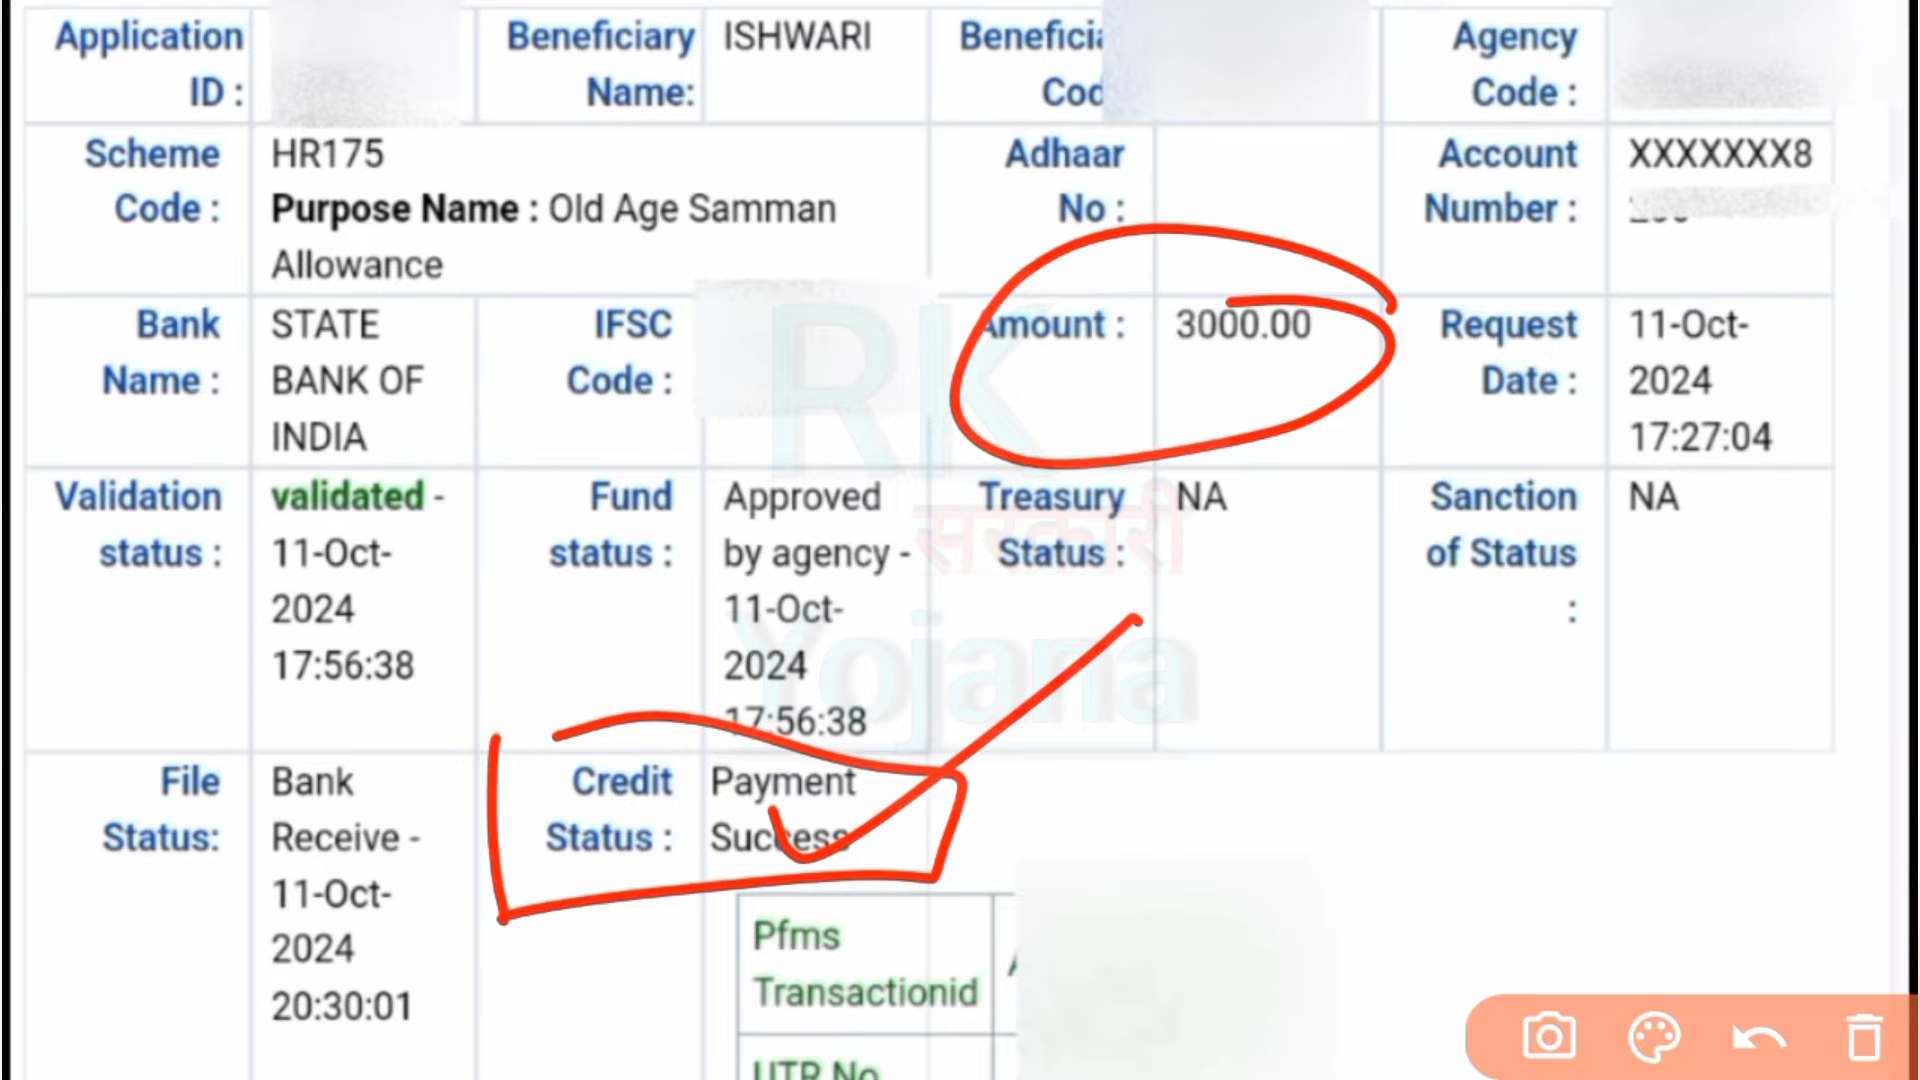 Application ID :
Beneficiary Name:
ISHWARI
Agency Code :
Scheme Code :
HR175
Purpose Name : Old Age Samman
Allowance
Adhaar No :
Account Number :
XXXXXXX8
Bank Name :
STATE
BANK OF
INDIA
IFSC Code :
Amount :
3000.00
Request Date :
11-Oct-
2024
17:27:04
Validation status :
validated -
11-Oct-
2024
17:56:38
Fund status :
Approved
by agency -
11-Oct-
2024
17:56:38
Treasury Status :
NA
Sanction of Status :
NA
File Status:
Bank
Receive -
11-Oct-
2024
20:30:01
Credit Status :
Payment
Success
Pfms
Transactionid
UTR No
RK
सरकारी
Yojana